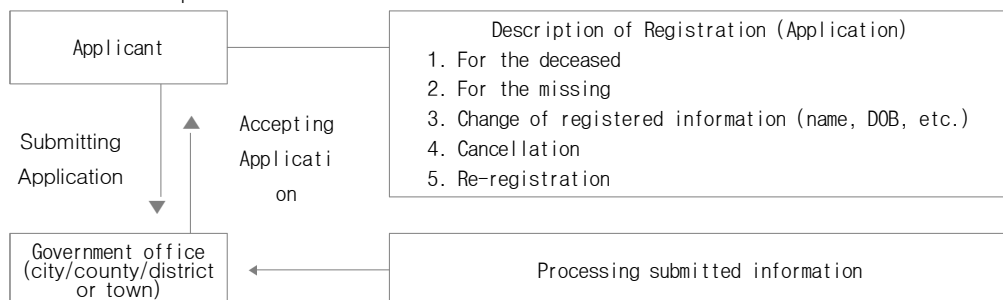 Applicant
Description of Registration (Application)
1. For the deceased
2. For the missing
3. Change of registered information (name, DOB, etc.)
4. Cancellation
5. Re-registration
Submitting
Application
Accepting
Applicati
on
Government office
(city/county/district
or town)
Processing submitted information